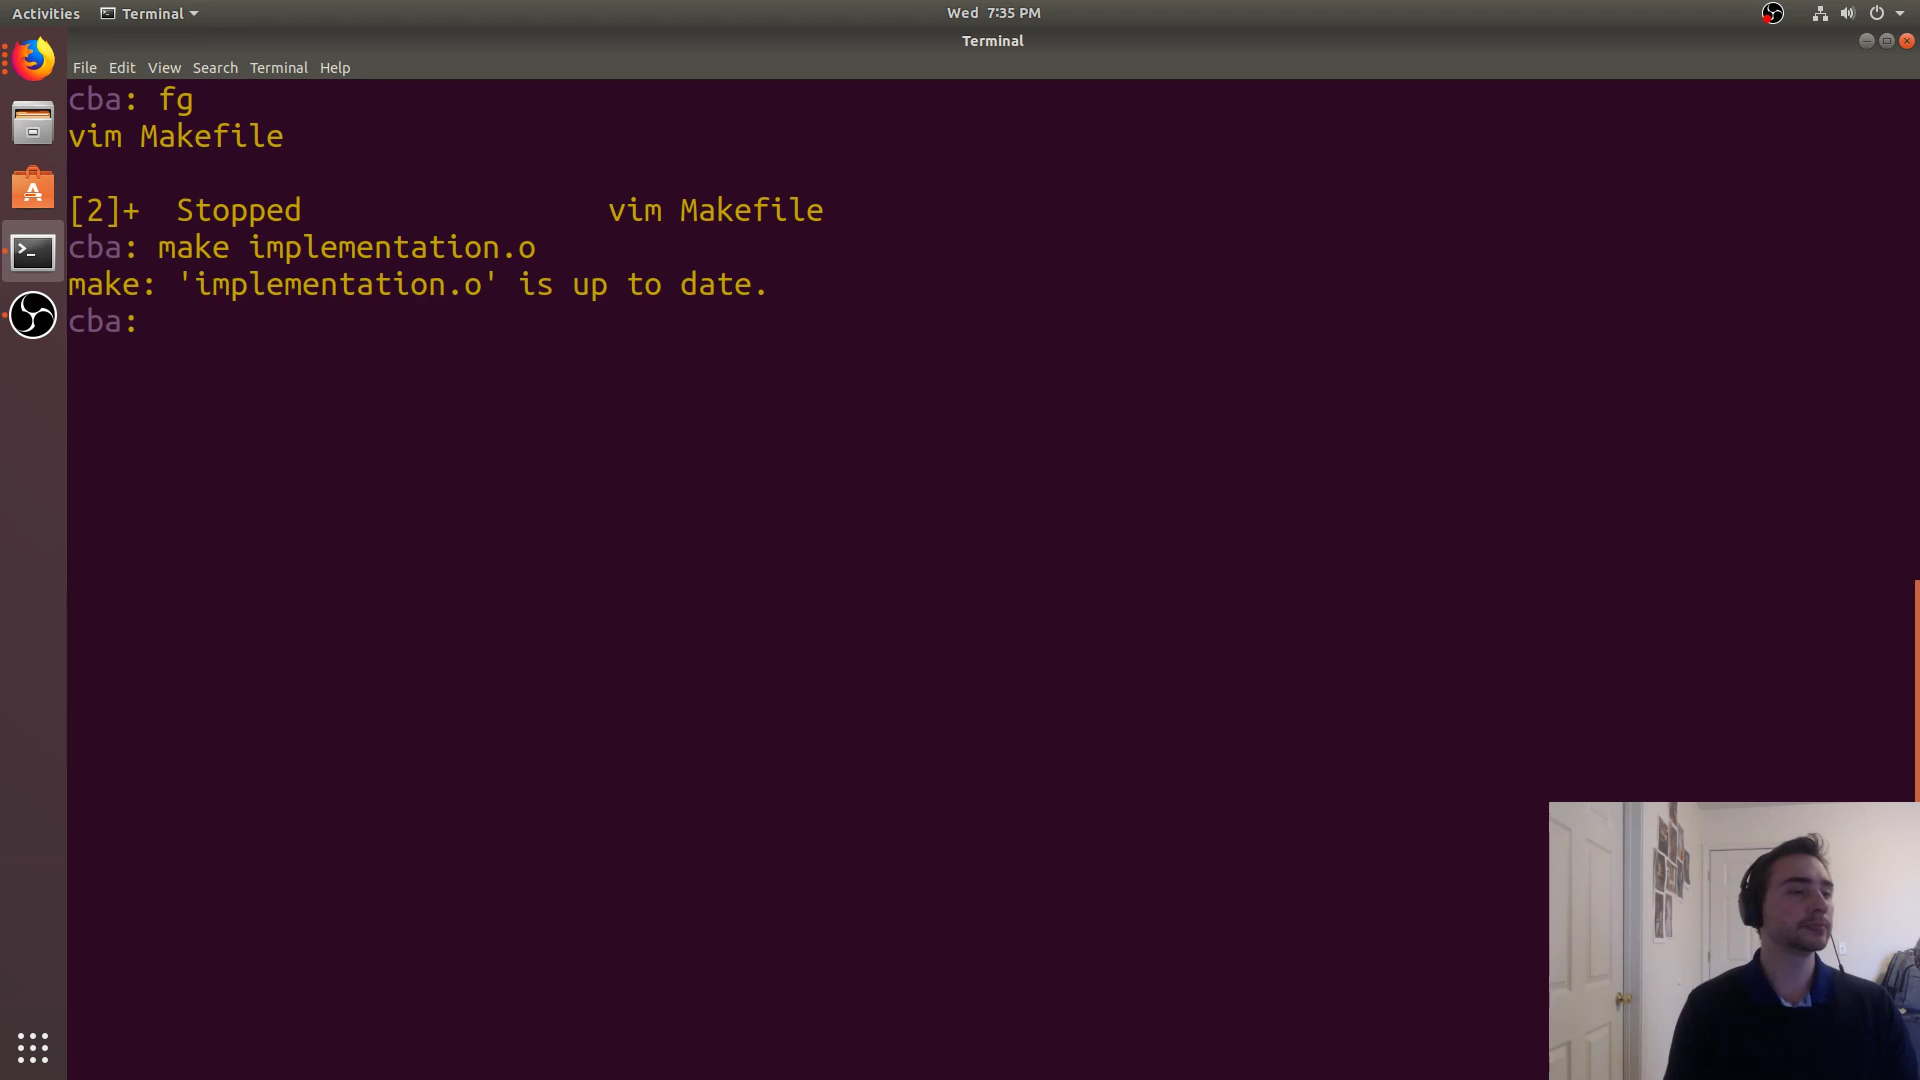 Activities
Terminal
Wed 7:35 PM
Terminal
File Edit View Search Terminal Help
cba: fg
vim Makefile
[2]+ Stopped vim Makefile
cba: make implementation.o
make: 'implementation.o' is up to date.
cba: